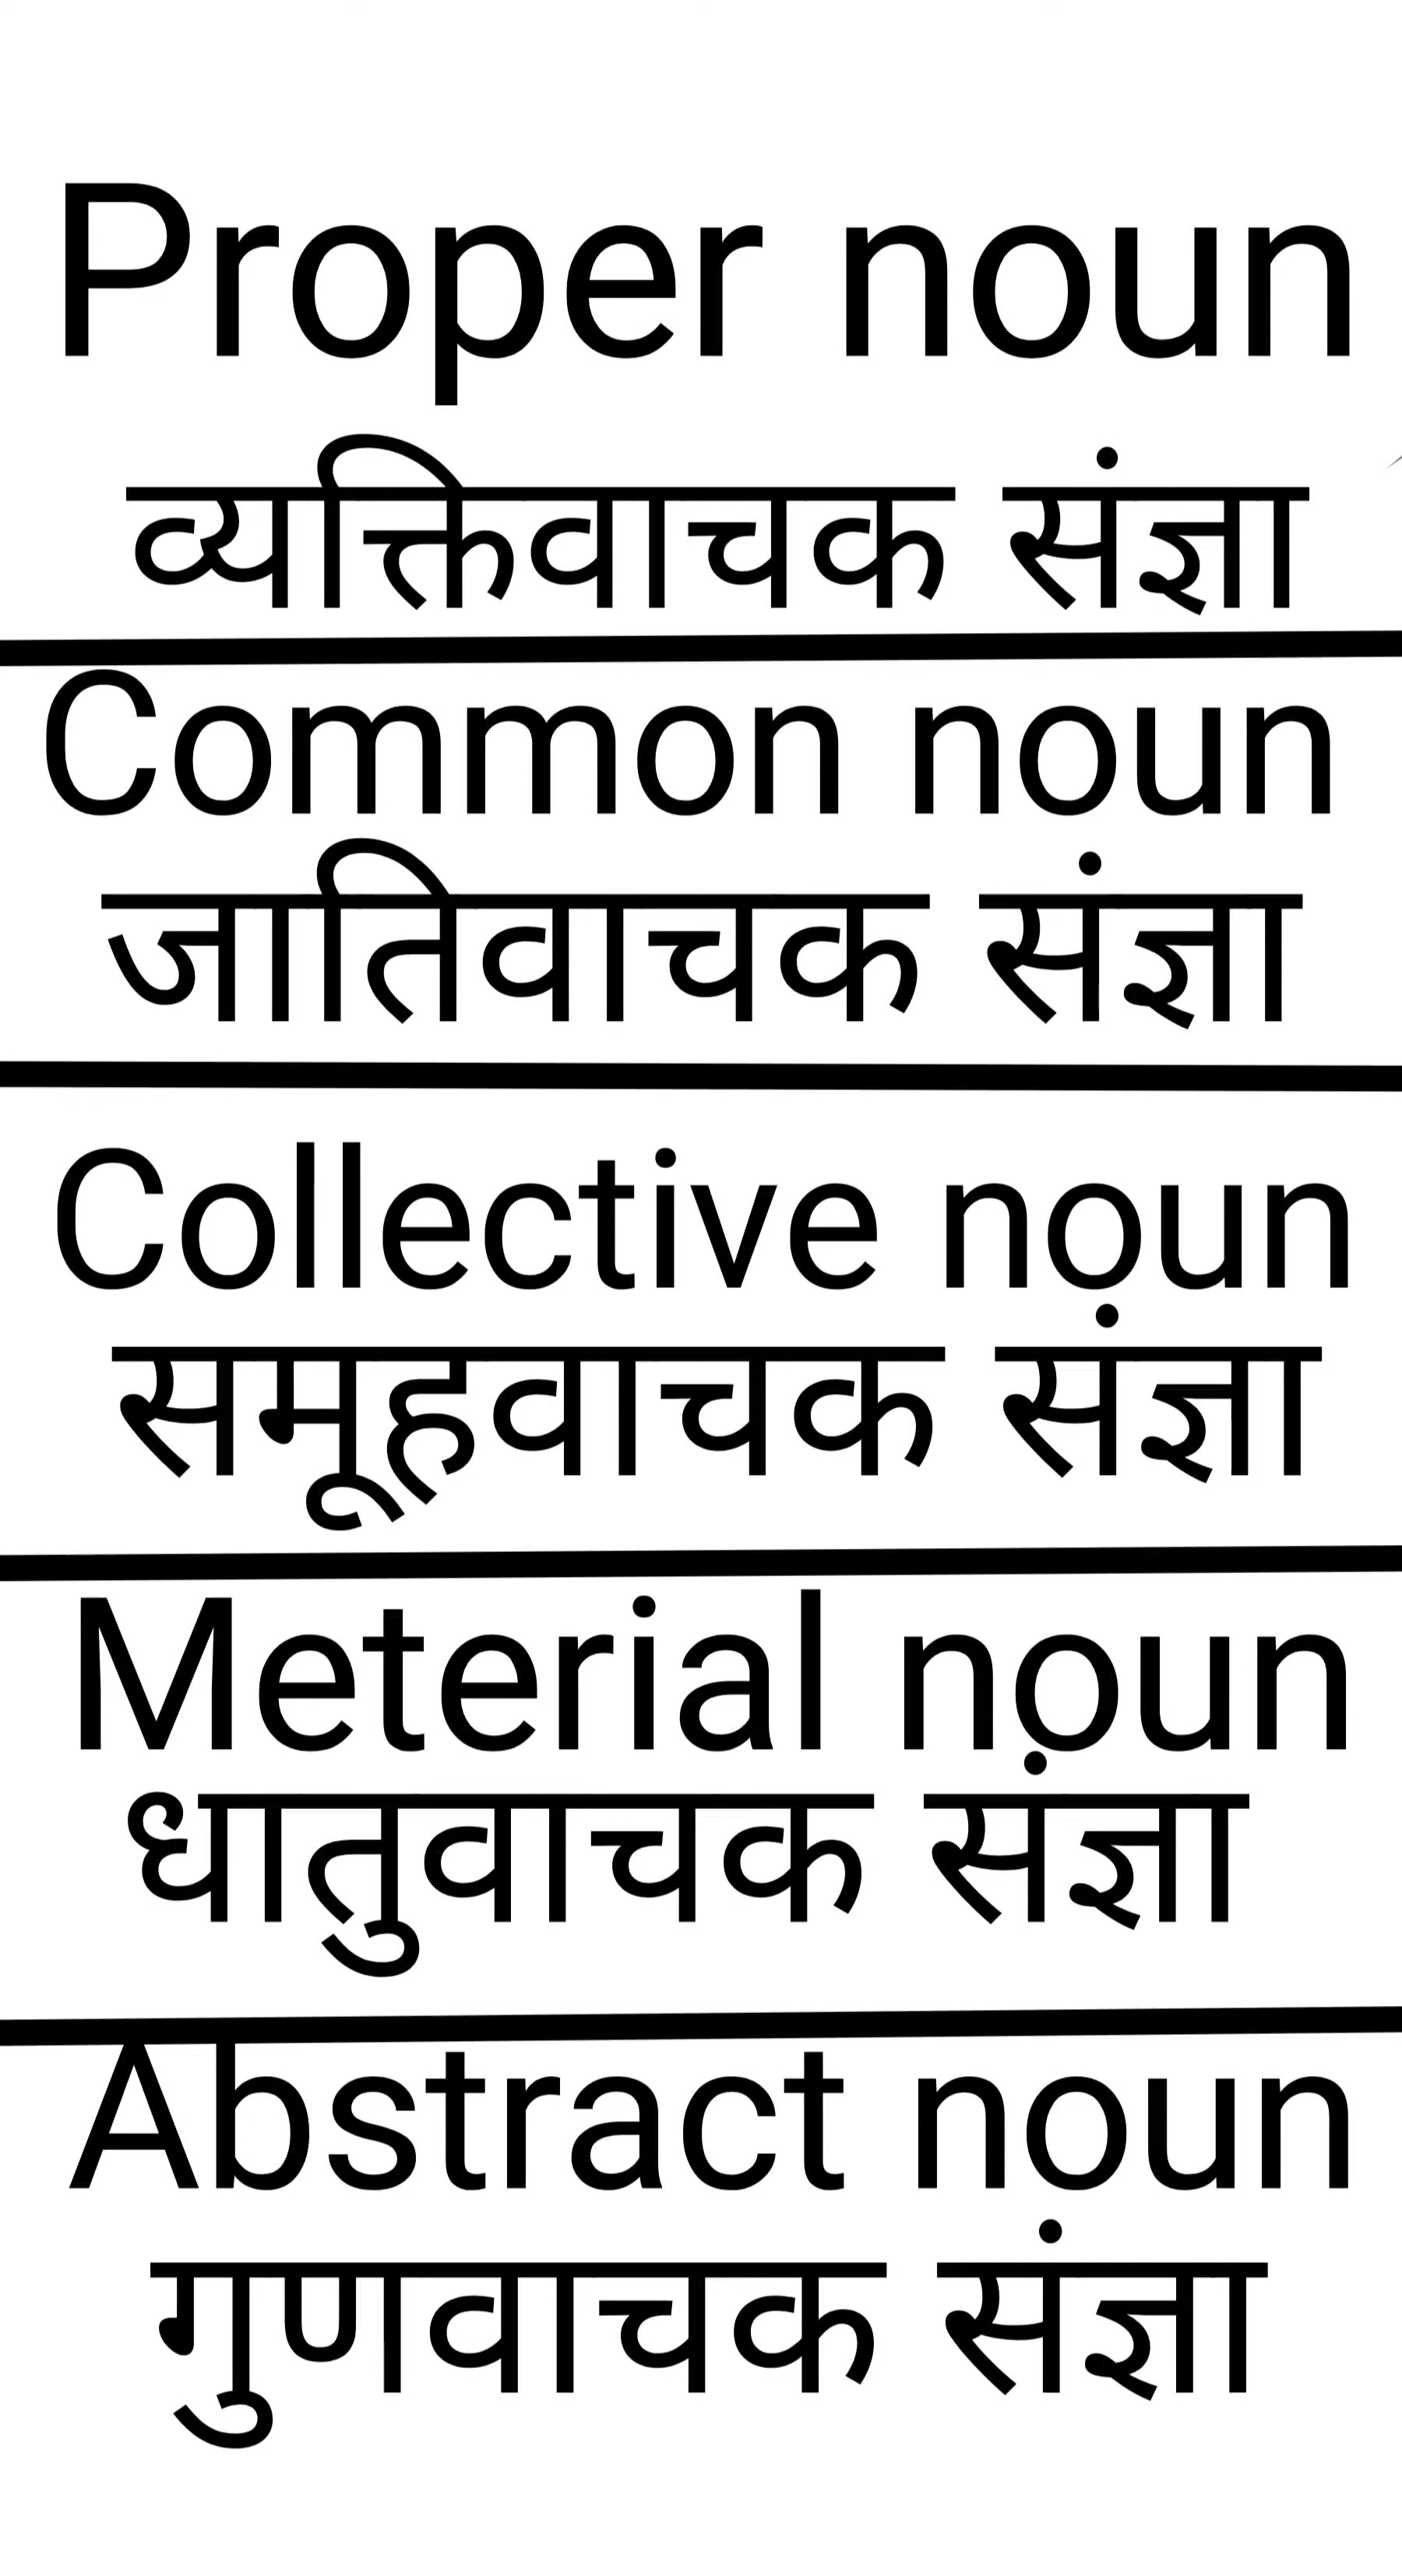 Proper noun
व्यक्तिवाचक संज्ञा
Common noun
जातिवाचक संज्ञा
Collective noun
समूहवाचक संज्ञा
Meterial noun
धातुवाचक संज्ञा
Abstract noun
गुणवाचक संज्ञा